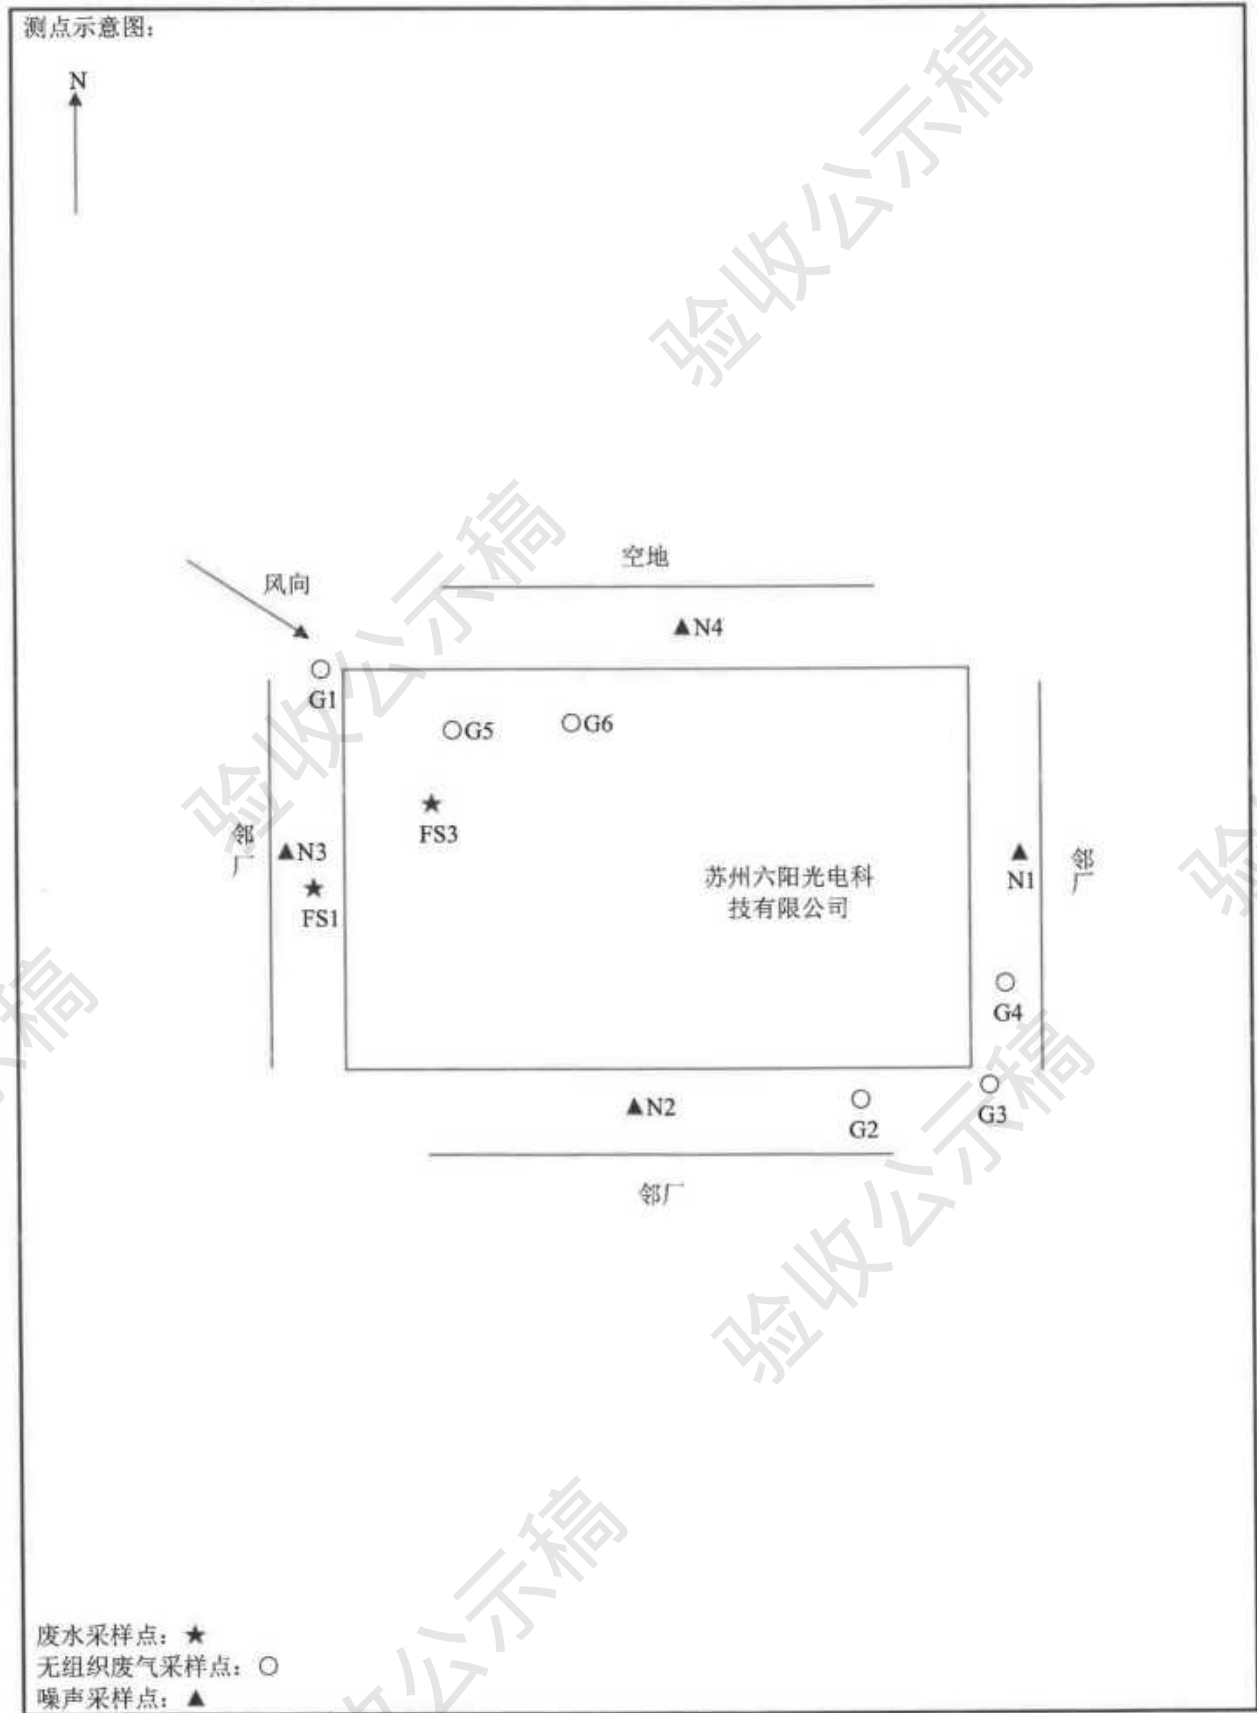 测点示意图：
N
空地
风向
▲N4
G1
○G5
○G6
★
FS3
邻厂
▲N3
★
FS1
苏州六阳光电科
技有限公司
▲
N1
邻厂
○
G4
▲N2
○
G2
○
G3
邻厂
废水采样点：★
无组织废气采样点：○
噪声采样点：▲
验收公示稿
验收公示稿
验收公示稿
验
示稿
收公示稿